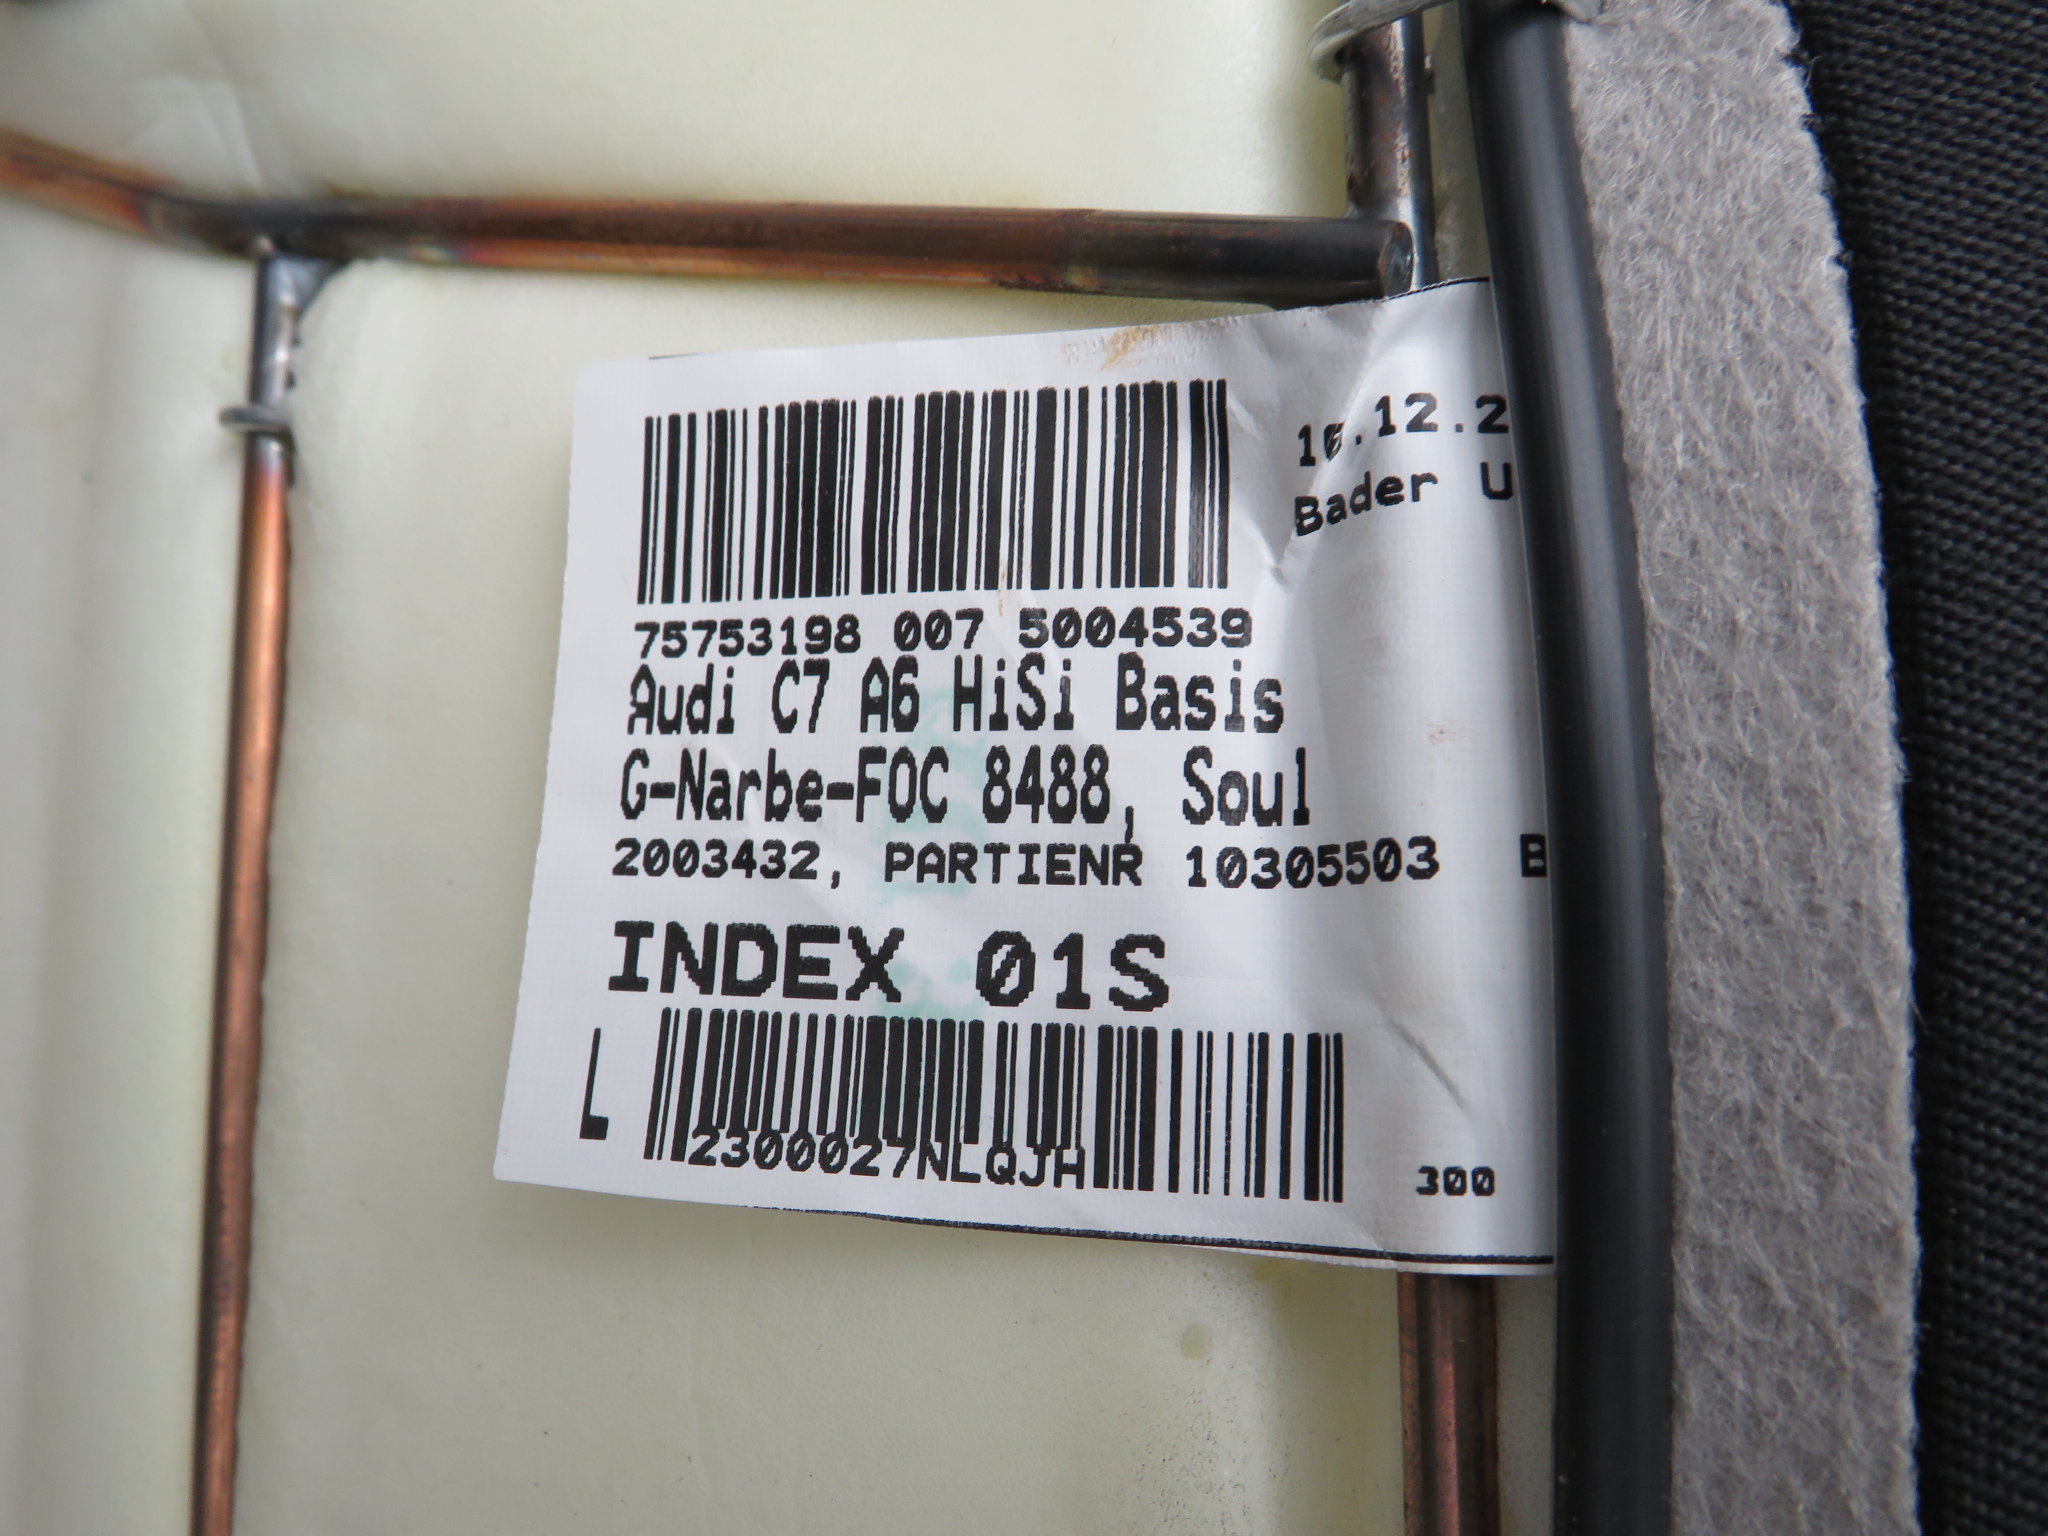 12.2
Bader U
75753198 007 5004539
Audi C7 A6 HiSi Basis
G-Narbe-FOC 8488, Soul
2003432, PARTIENR 10305503 B
INDEX 01S
L
2300027NLQJH
300